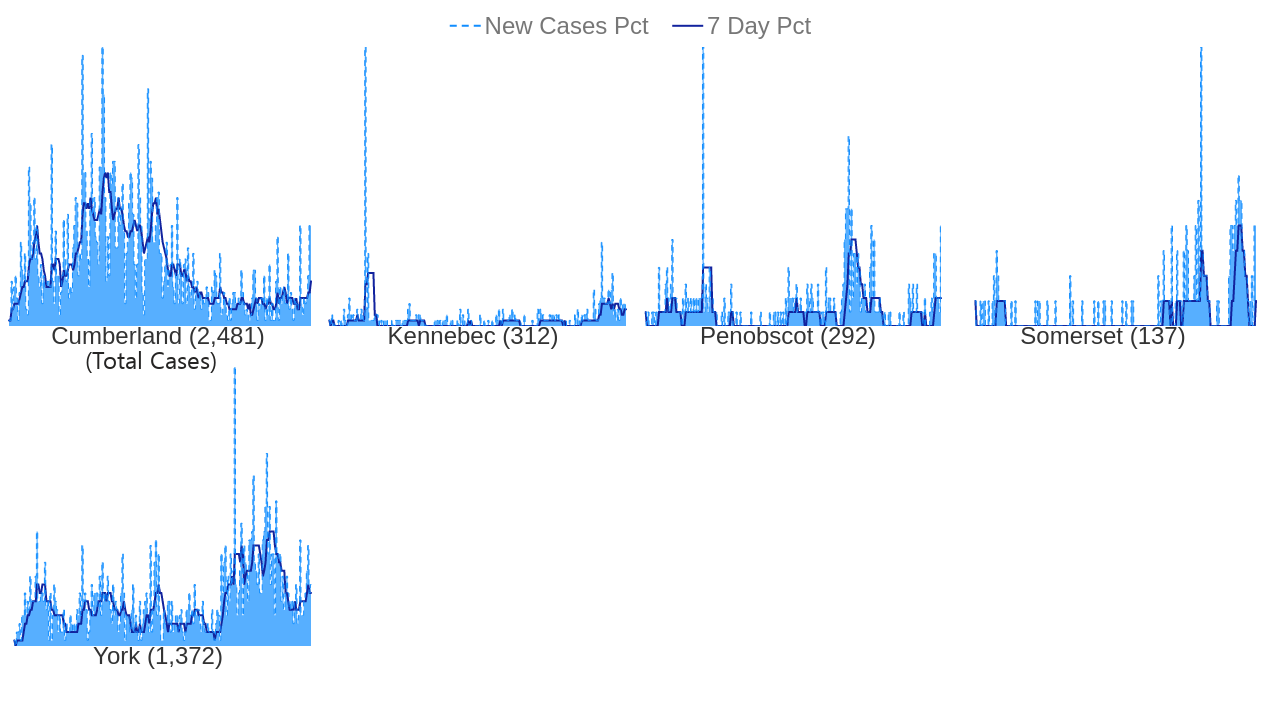 New Cases Pct 7 Day Pct
Cumberland (2,481)
(Total Cases)
Kennebec (312)
Penobscot (292)
Somerset (137)
York (1,372)